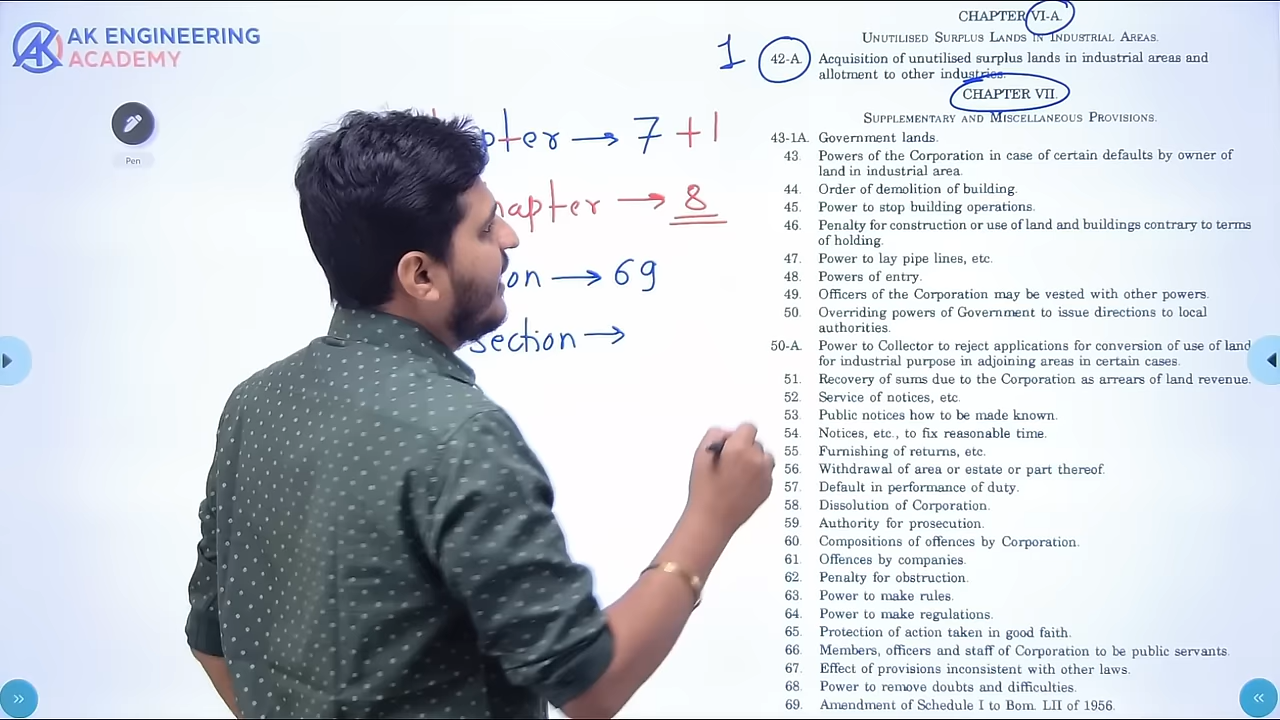 AK ENGINEERING
ACADEMY
Pen
pter → 7 + 1
hapter → 8
on → 69
section →
1
CHAPTER VI-A.
UNUTILISED SURPLUS LANDS IN INDUSTRIAL AREAS.
42-A. Acquisition of unutilised surplus lands in industrial areas and
allotment to other industries.
CHAPTER VII.
SUPPLEMENTARY AND MISCELLANEOUS PROVISIONS.
43-1A. Government lands.
43. Powers of the Corporation in case of certain defaults by owner of
land in industrial area.
44. Order of demolition of building.
45. Power to stop building operations.
46. Penalty for construction or use of land and buildings contrary to terms
of holding.
47. Power to lay pipe lines, etc.
48. Powers of entry.
49. Officers of the Corporation may be vested with other powers.
50. Overriding powers of Government to issue directions to local
authorities.
50-A. Power to Collector to reject applications for conversion of use of land
for industrial purpose in adjoining areas in certain cases.
51. Recovery of sums due to the Corporation as arrears of land revenue.
52. Service of notices, etc.
53. Public notices how to be made known.
54. Notices, etc., to fix reasonable time.
55. Furnishing of returns, etc.
56. Withdrawal of area or estate or part thereof.
57. Default in performance of duty.
58. Dissolution of Corporation.
59. Authority for prosecution.
60. Compositions of offences by Corporation.
61. Offences by companies.
62. Penalty for obstruction.
63. Power to make rules.
64. Power to make regulations.
65. Protection of action taken in good faith.
66. Members, officers and staff of Corporation to be public servants.
67. Effect of provisions inconsistent with other laws.
68. Power to remove doubts and difficulties.
69. Amendment of Schedule I to Bom. LII of 1956.